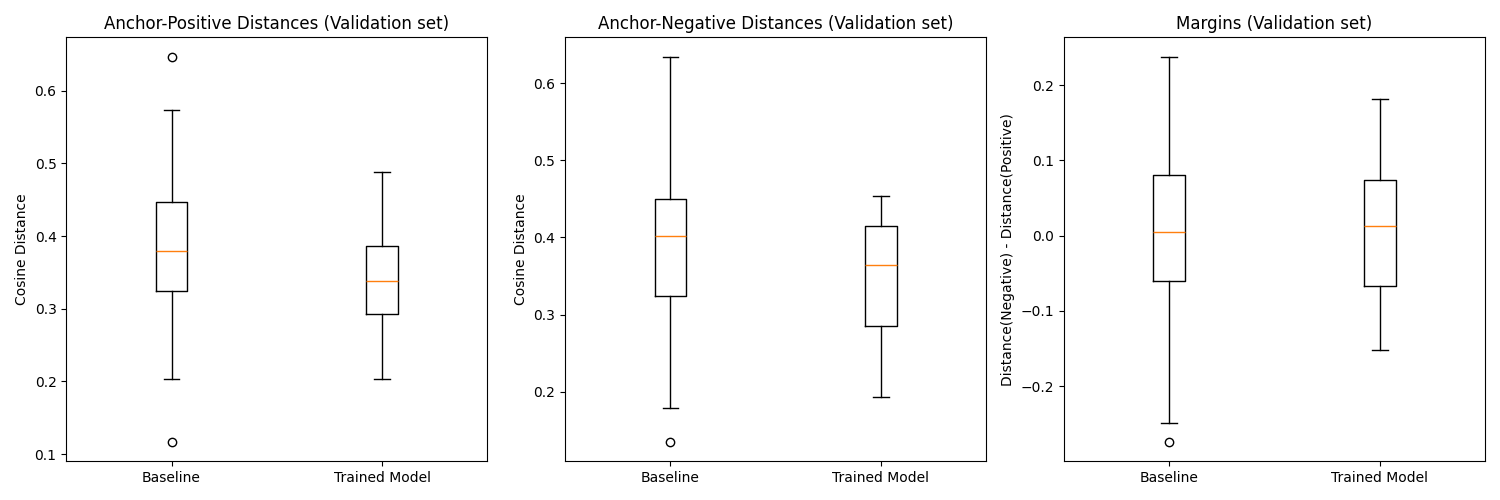 Anchor-Positive Distances (Validation set)
Cosine Distance
0.6
0.5
0.4
0.3
0.2
0.1
Baseline
Trained Model
Anchor-Negative Distances (Validation set)
Cosine Distance
0.6
0.5
0.4
0.3
0.2
Baseline
Trained Model
Margins (Validation set)
Distance(Negative) - Distance(Positive)
0.2
0.1
0.0
−0.1
−0.2
Baseline
Trained Model